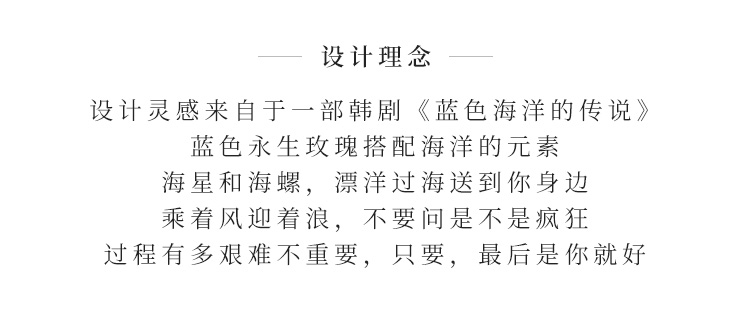 设计理念
设计灵感来自于一部韩剧《蓝色海洋的传说》
蓝色永生玫瑰搭配海洋的元素
海星和海螺，漂洋过海送到你身边
乘着风迎着浪，不要问是不是疯狂
过程有多艰难不重要，只要，最后是你就好